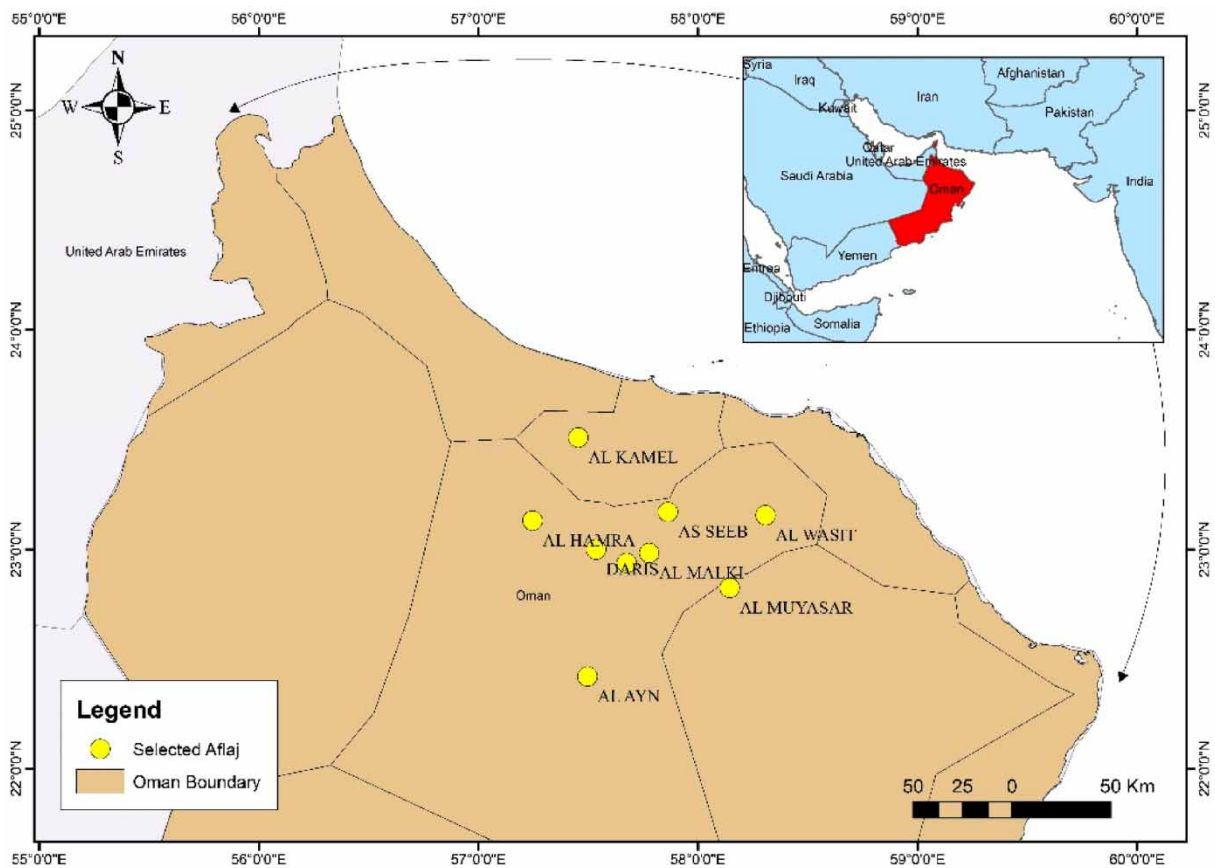 55°0'0"E 56°0'0"E 57°0'0"E 58°0'0"E 59°0'0"E 60°0'0"E
N
W E
S
25°0'0"N
24°0'0"N
23°0'0"N
22°0'0"N
Syria
Iraq
Iran
Afghanistan
Kuwait
Pakistan
Qatar
United Arab Emirates
Saudi Arabia
Oman
India
Yemen
Eritrea
Djibouti
Ethiopia
Somalia
25°0'0"N
24°0'0"N
23°0'0"N
22°0'0"N
United Arab Emirates
AL KAMEL
AS SEEB
AL WASIT
AL HAMRA
DARIS
AL MALKI
AL MUYASAR
Oman
AL AYN
Legend
Selected Aflaj
Oman Boundary
50 25 0 50 Km
55°0'0"E 56°0'0"E 57°0'0"E 58°0'0"E 59°0'0"E 60°0'0"E